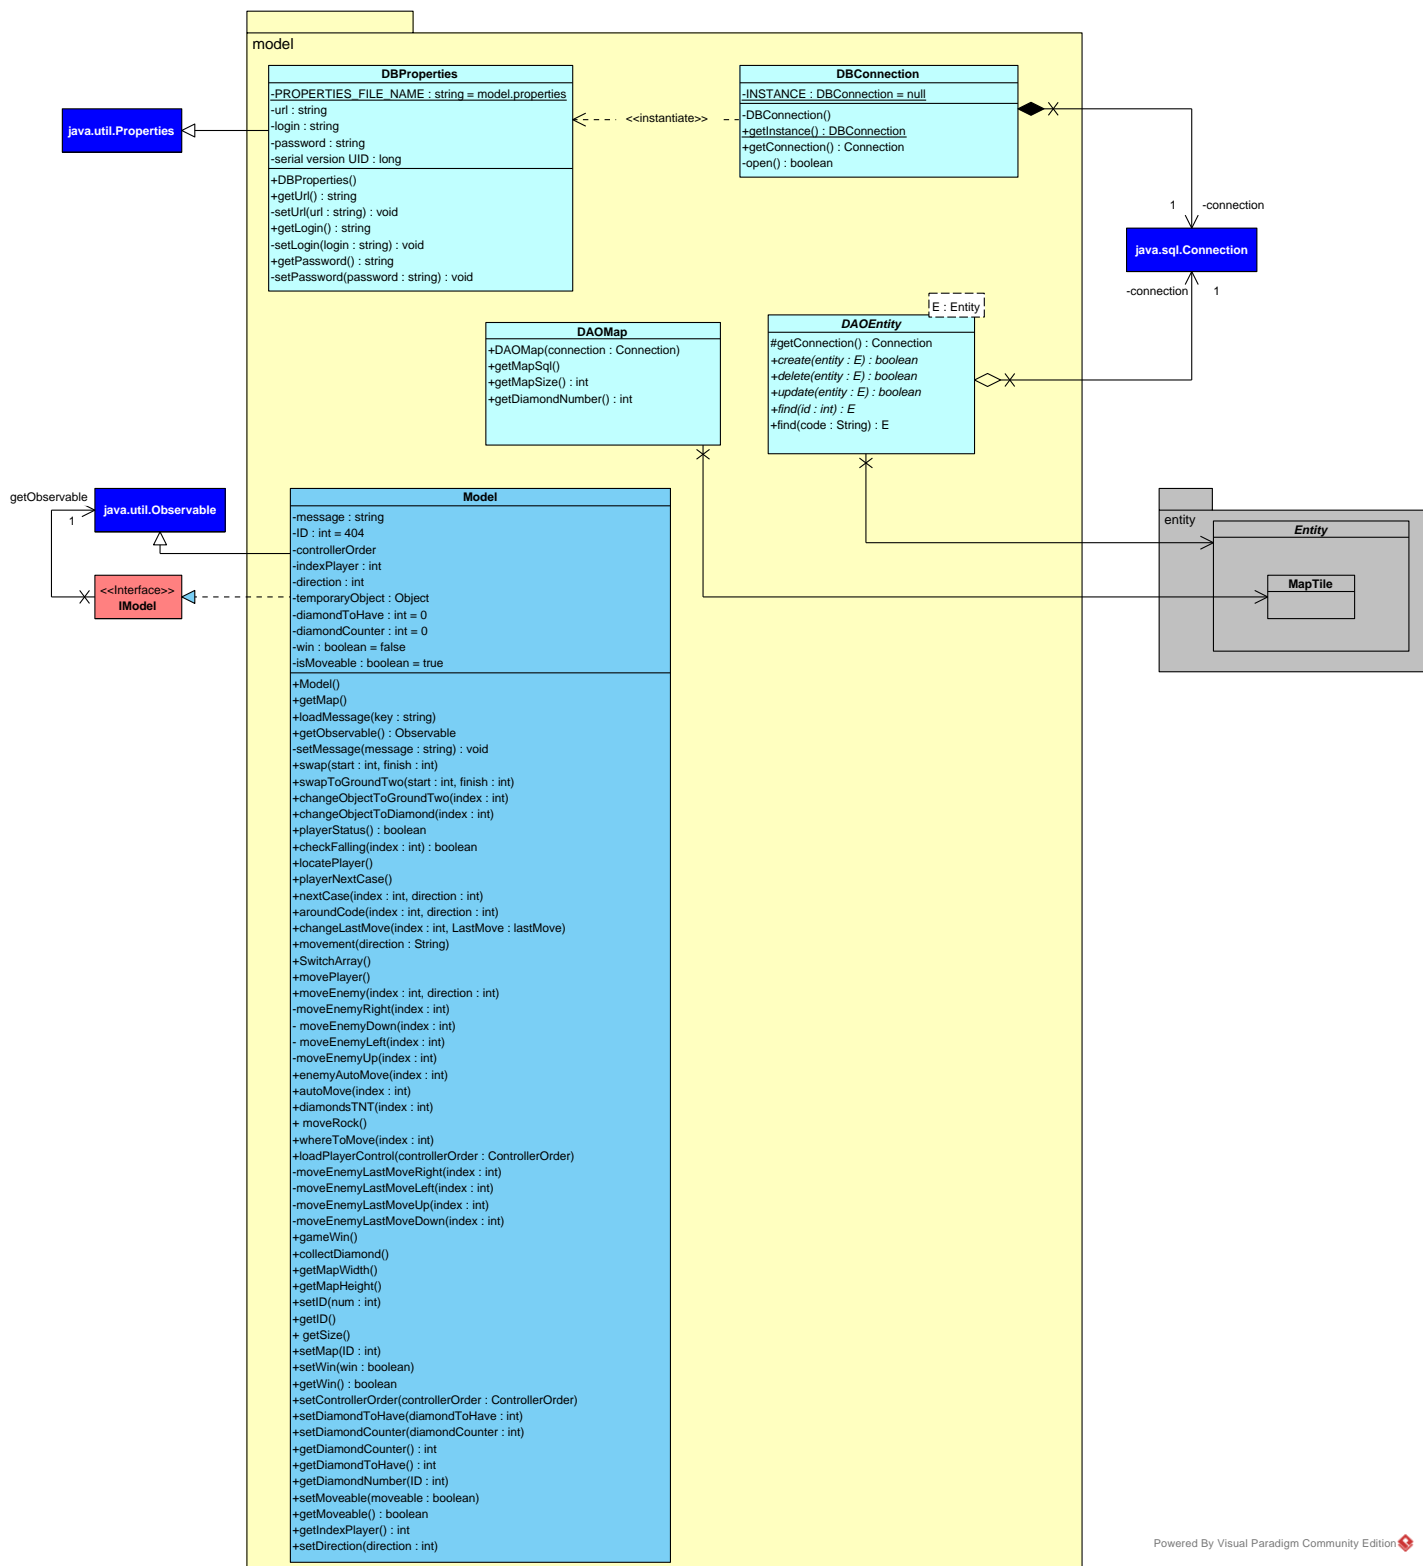 model
DBProperties
-PROPERTIES_FILE_NAME : string = model.properties
-url : string
-login : string
-password : string
-serial version UID : long
+DBProperties()
+getUrl() : string
-setUrl(url : string) : void
+getLogin() : string
-setLogin(login : string) : void
+getPassword() : string
-setPassword(password : string) : void
java.util.Properties
<<instantiate>>
DBConnection
-INSTANCE : DBConnection = null
-DBConnection()
+getInstance() : DBConnection
+getConnection() : Connection
-open() : boolean
1
-connection
java.sql.Connection
-connection
1
DAOMap
+DAOMap(connection : Connection)
+getMapSql()
+getMapSize() : int
+getDiamondNumber() : int
E : Entity
DAOEntity
#getConnection() : Connection
+create(entity : E) : boolean
+delete(entity : E) : boolean
+update(entity : E) : boolean
+find(id : int) : E
+find(code : String) : E
getObservable
1
java.util.Observable
<<Interface>>
IModel
entity
Entity
MapTile
Model
-message : string
-ID : int = 404
-controllerOrder
-indexPlayer : int
-direction : int
-temporaryObject : Object
-diamondToHave : int = 0
-diamondCounter : int = 0
-win : boolean = false
-isMoveable : boolean = true
+Model()
+getMap()
+loadMessage(key : string)
+getObservable() : Observable
-setMessage(message : string) : void
+swap(start : int, finish : int)
+swapToGroundTwo(start : int, finish : int)
+changeObjectToGroundTwo(index : int)
+changeObjectToDiamond(index : int)
+playerStatus() : boolean
+checkFalling(index : int) : boolean
+locatePlayer()
+playerNextCase()
+nextCase(index : int, direction : int)
+aroundCode(index : int, direction : int)
+changeLastMove(index : int, LastMove : lastMove)
+movement(direction : String)
+SwitchArray()
+movePlayer()
+moveEnemy(index : int, direction : int)
-moveEnemyRight(index : int)
- moveEnemyDown(index : int)
- moveEnemyLeft(index : int)
-moveEnemyUp(index : int)
+enemyAutoMove(index : int)
+autoMove(index : int)
+diamondsTNT(index : int)
+ moveRock()
+whereToMove(index : int)
+loadPlayerControl(controllerOrder : ControllerOrder)
-moveEnemyLastMoveRight(index : int)
-moveEnemyLastMoveLeft(index : int)
-moveEnemyLastMoveUp(index : int)
-moveEnemyLastMoveDown(index : int)
+gameWin()
+collectDiamond()
+getMapWidth()
+getMapHeight()
+setID(num : int)
+getID()
+ getSize()
+setMap(ID : int)
+setWin(win : boolean)
+getWin() : boolean
+setControllerOrder(controllerOrder : ControllerOrder)
+setDiamondToHave(diamondToHave : int)
+setDiamondCounter(diamondCounter : int)
+getDiamondCounter() : int
+getDiamondToHave() : int
+getDiamondNumber(ID : int)
+setMoveable(moveable : boolean)
+getMoveable() : boolean
+getIndexPlayer() : int
+setDirection(direction : int)
Powered By Visual Paradigm Community Edition